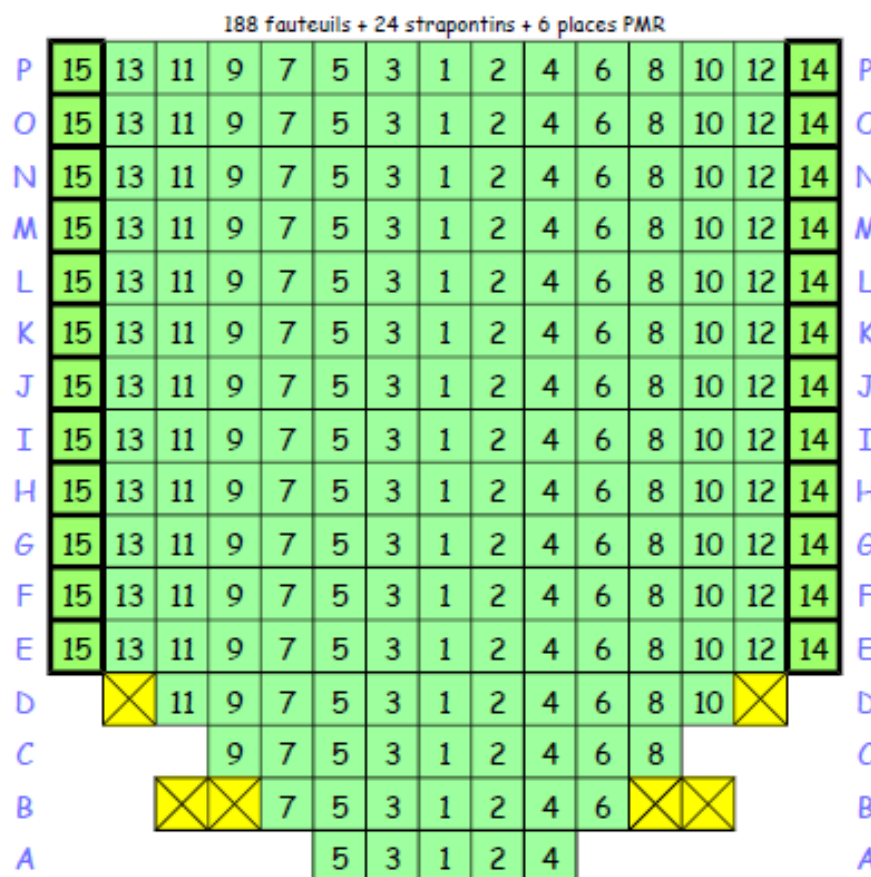 188 fauteuils + 24 strapontins + 6 places PMR
P 15 13 11 9 7 5 3 1 2 4 6 8 10 12 14 P
O 15 13 11 9 7 5 3 1 2 4 6 8 10 12 14 O
N 15 13 11 9 7 5 3 1 2 4 6 8 10 12 14 N
M 15 13 11 9 7 5 3 1 2 4 6 8 10 12 14 M
L 15 13 11 9 7 5 3 1 2 4 6 8 10 12 14 L
K 15 13 11 9 7 5 3 1 2 4 6 8 10 12 14 K
J 15 13 11 9 7 5 3 1 2 4 6 8 10 12 14 J
I 15 13 11 9 7 5 3 1 2 4 6 8 10 12 14 I
H 15 13 11 9 7 5 3 1 2 4 6 8 10 12 14 H
G 15 13 11 9 7 5 3 1 2 4 6 8 10 12 14 G
F 15 13 11 9 7 5 3 1 2 4 6 8 10 12 14 F
E 15 13 11 9 7 5 3 1 2 4 6 8 10 12 14 E
D 11 9 7 5 3 1 2 4 6 8 10 D
C 9 7 5 3 1 2 4 6 8 C
B 7 5 3 1 2 4 6 B
A 5 3 1 2 4 A